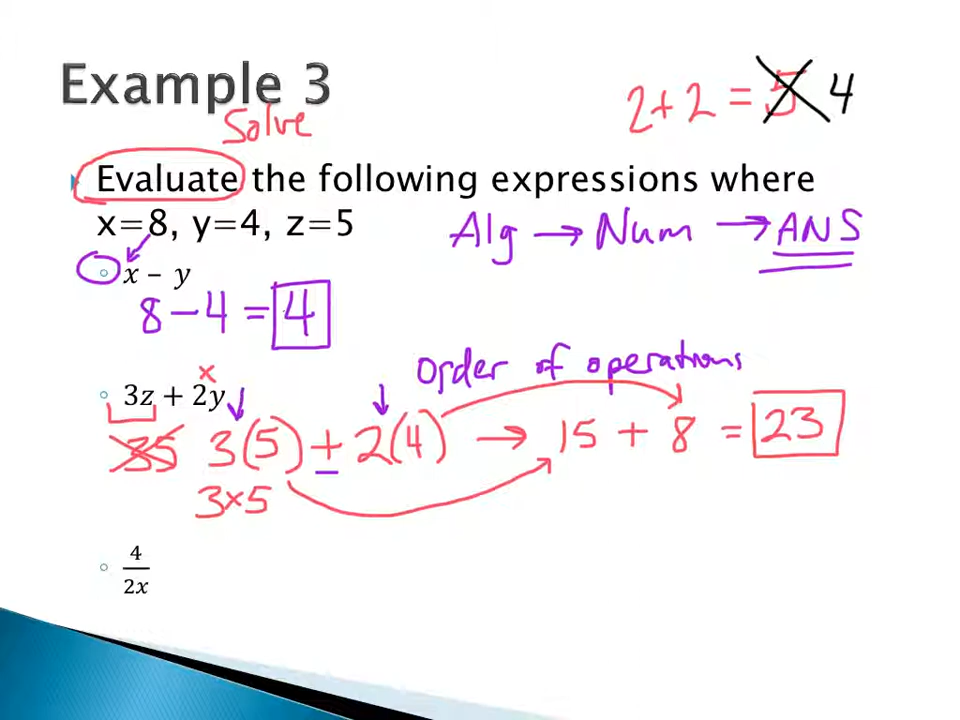 Example 3
2+2=5 4
Solve
Evaluate the following expressions where
x=8, y=4, z=5
Alg → Num → ANS
x – y
8-4=4
Order of operations
x
3z + 2y
35 3(5)+2(4) → 15+8=23
3×5
4
2x